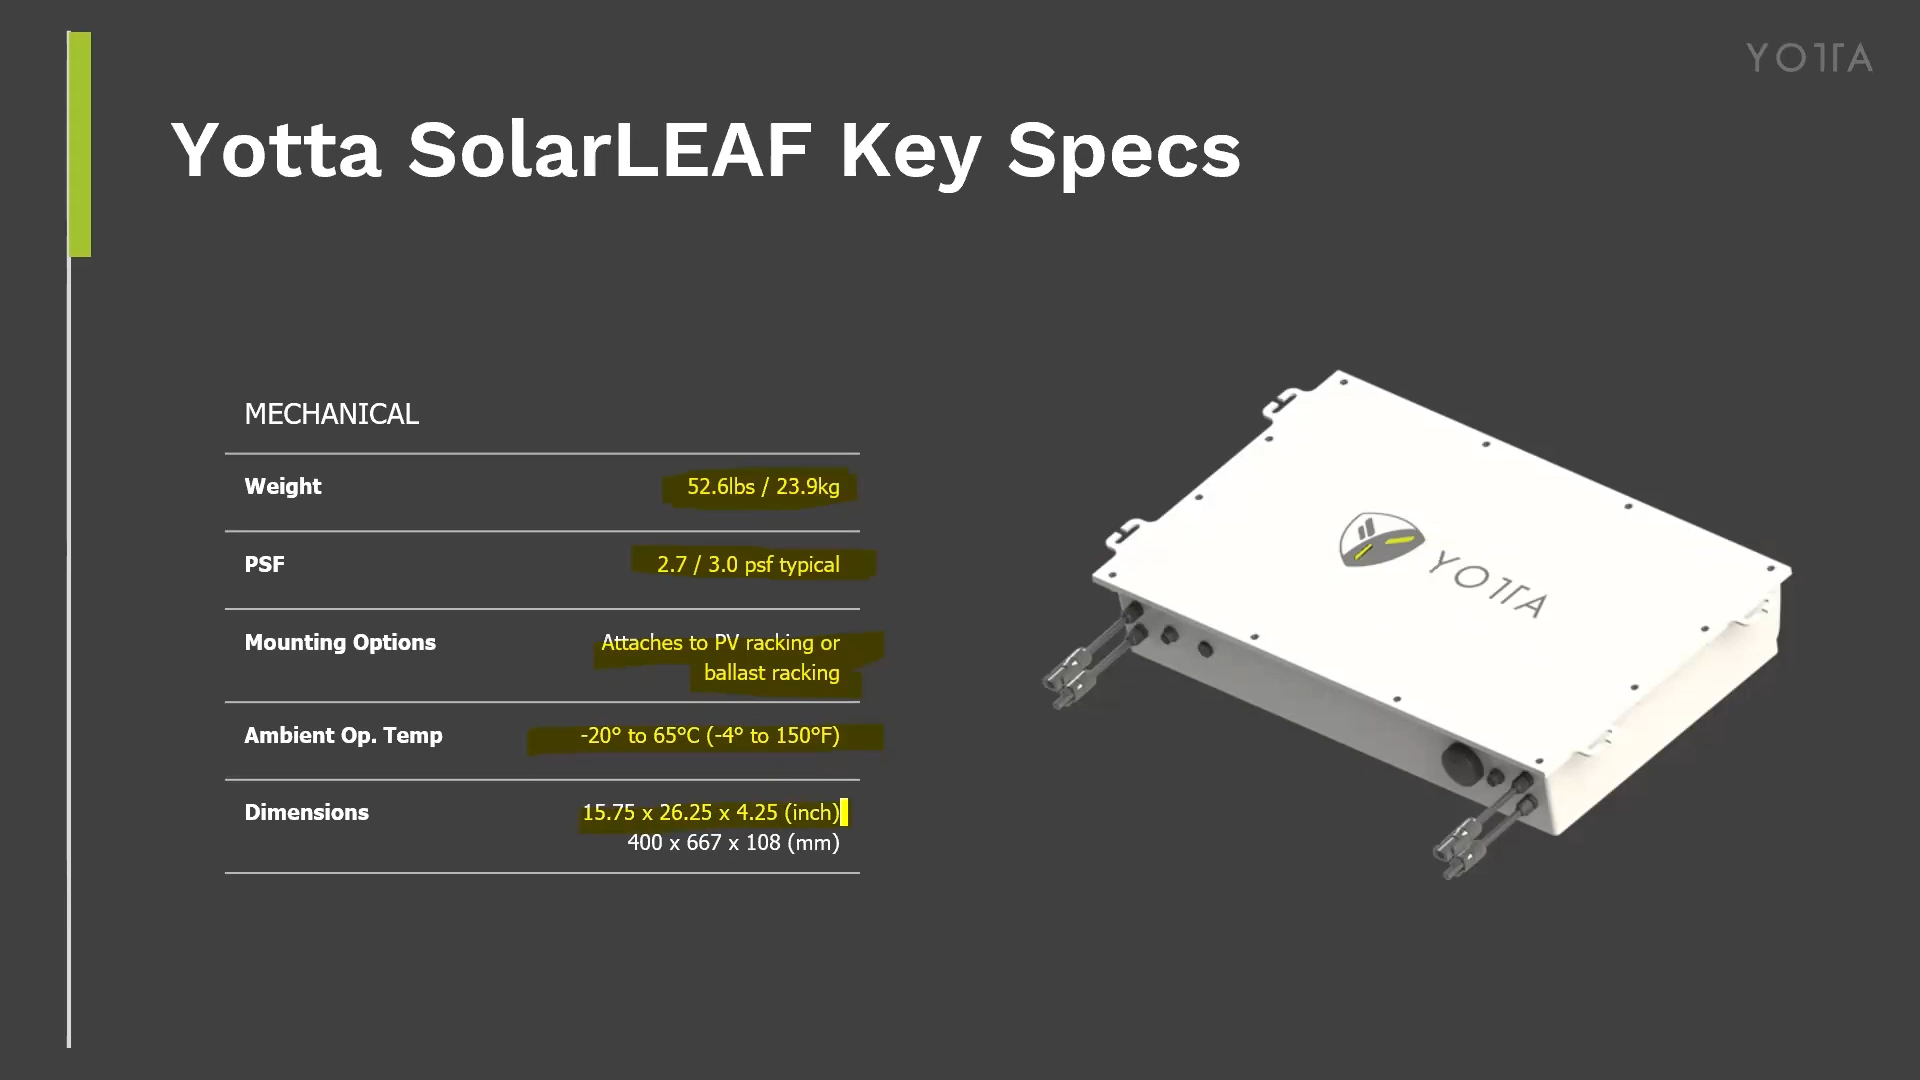 YOTTA
Yotta SolarLEAF Key Specs
MECHANICAL
Weight 52.6lbs / 23.9kg
PSF 2.7 / 3.0 psf typical
Mounting Options Attaches to PV racking or
ballast racking
Ambient Op. Temp -20° to 65°C (-4° to 150°F)
Dimensions 15.75 x 26.25 x 4.25 (inch)
400 x 667 x 108 (mm)
YOTTA